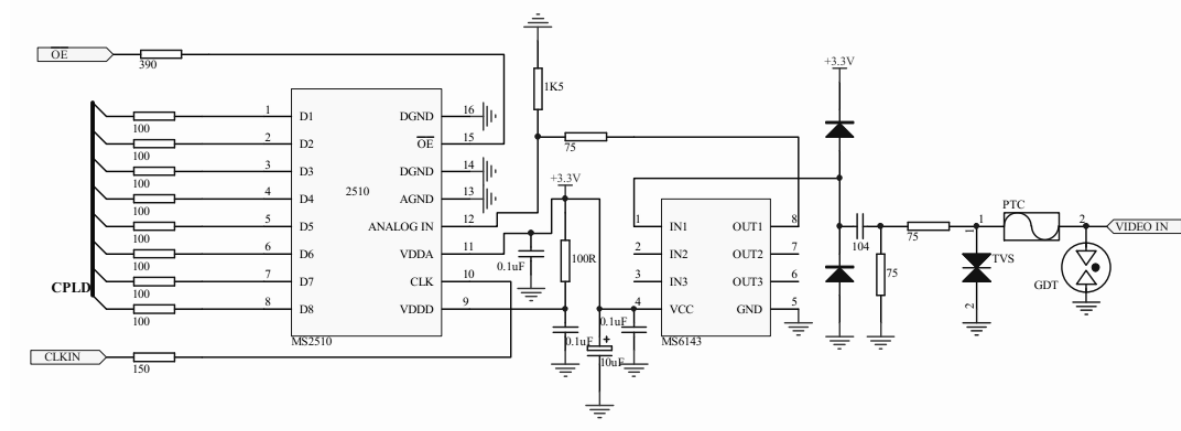 OE
390
1K5
+3.3V
100
1
D1
DGND
16
75
100
2
D2
OE
15
100
3
D3
DGND
14
2510
+3.3V
100
4
D4
AGND
13
PTC
100
5
D5
ANALOG IN
12
1
IN1
OUT1
8
104
75
1
1
2
VIDEO IN
100
6
D6
VDDA
11
0.1uF
100R
2
IN2
OUT2
7
75
TVS
GDT
CPLD
100
7
D7
CLK
10
3
IN3
OUT3
6
100
8
D8
VDDD
9
4
VCC
GND
5
2
MS2510
0.1uF
0.1uF
MS6143
CLKIN
150
+
10uF